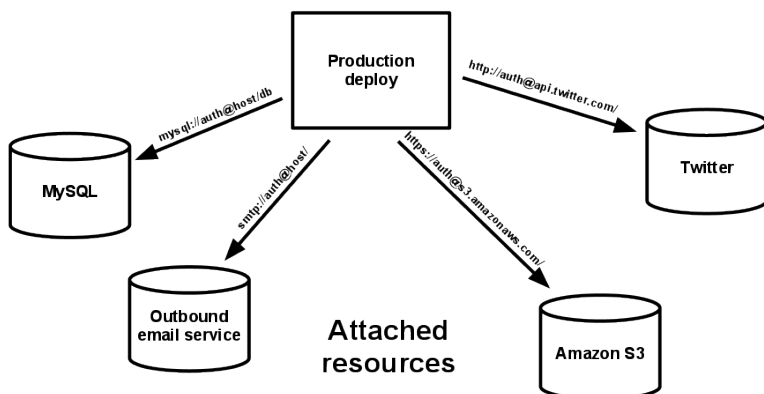 Production
deploy
mysql://auth@host/db
http://auth@api.twitter.com/
smtp://auth@host/
https://auth@s3.amazonaws.com/
MySQL
Twitter
Outbound
email service
Attached
resources
Amazon S3